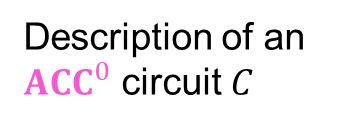 Description of an
ACC⁰ circuit C